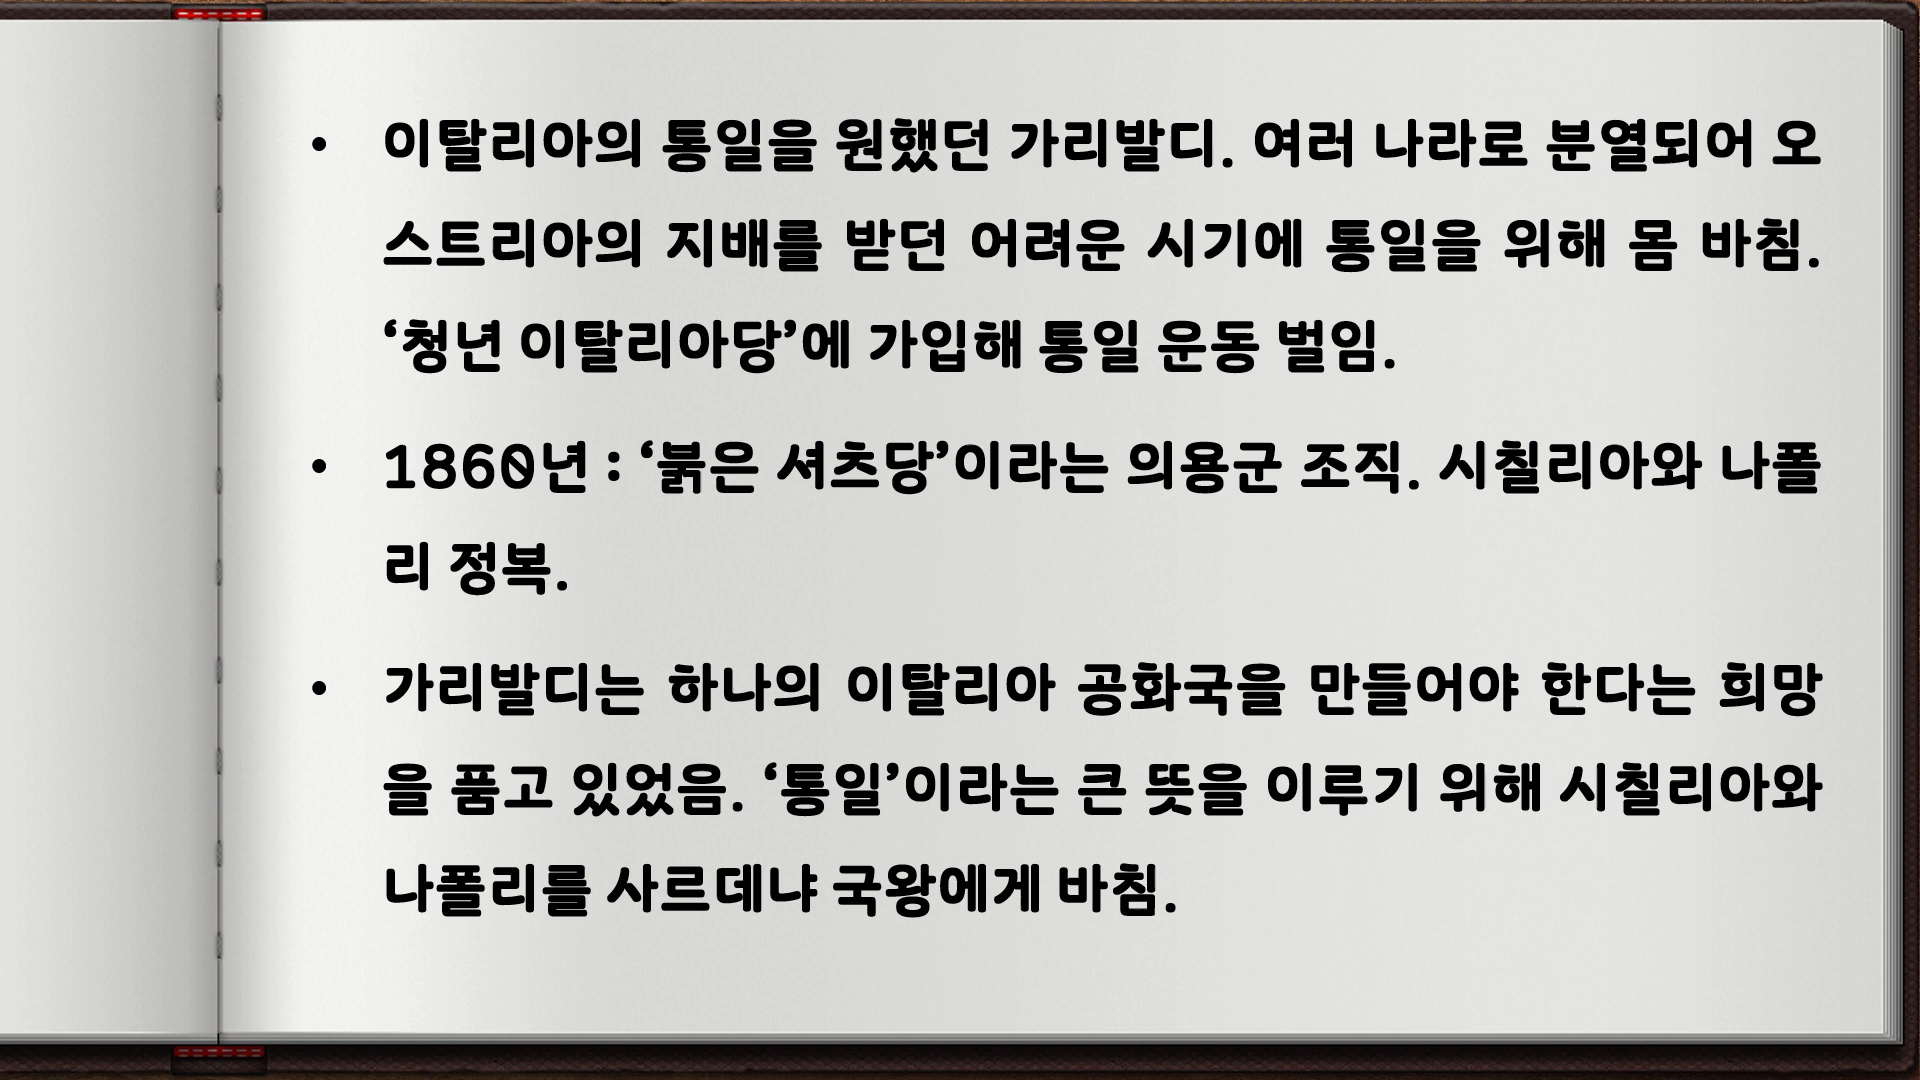 • 이탈리아의 통일을 원했던 가리발디. 여러 나라로 분열되어 오
스트리아의 지배를 받던 어려운 시기에 통일을 위해 몸 바침.
‘청년 이탈리아당’에 가입해 통일 운동 벌임.
• 1860년 : ‘붉은 셔츠당’이라는 의용군 조직. 시칠리아와 나폴
리 정복.
• 가리발디는 하나의 이탈리아 공화국을 만들어야 한다는 희망
을 품고 있었음. ‘통일’이라는 큰 뜻을 이루기 위해 시칠리아와
나폴리를 사르데냐 국왕에게 바침.